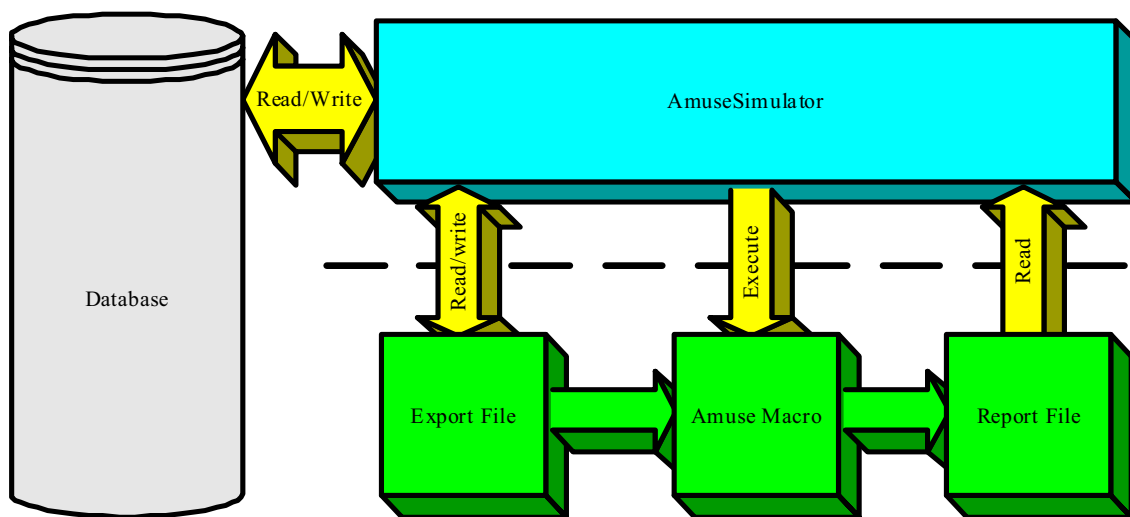 Read/Write
AmuseSimulator
Read/write
Execute
Read
Database
Export File
Amuse Macro
Report File